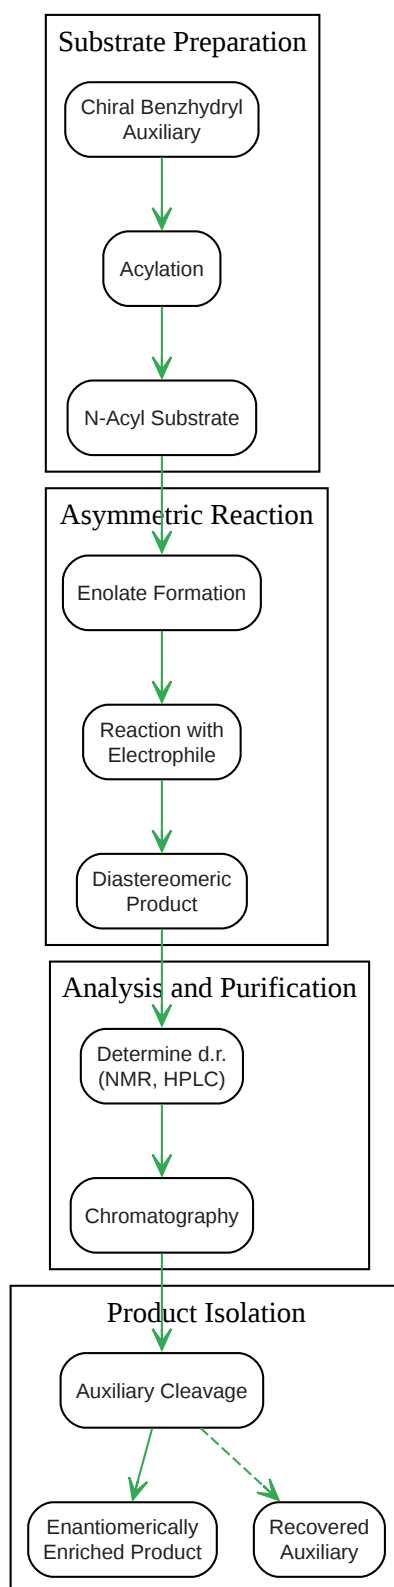 Substrate Preparation
Chiral Benzhydryl
Auxiliary
Acylation
N-Acyl Substrate
Asymmetric Reaction
Enolate Formation
Reaction with
Electrophile
Diastereomeric
Product
Analysis and Purification
Determine d.r.
(NMR, HPLC)
Chromatography
Product Isolation
Auxiliary Cleavage
Enantiomerically
Enriched Product
Recovered
Auxiliary